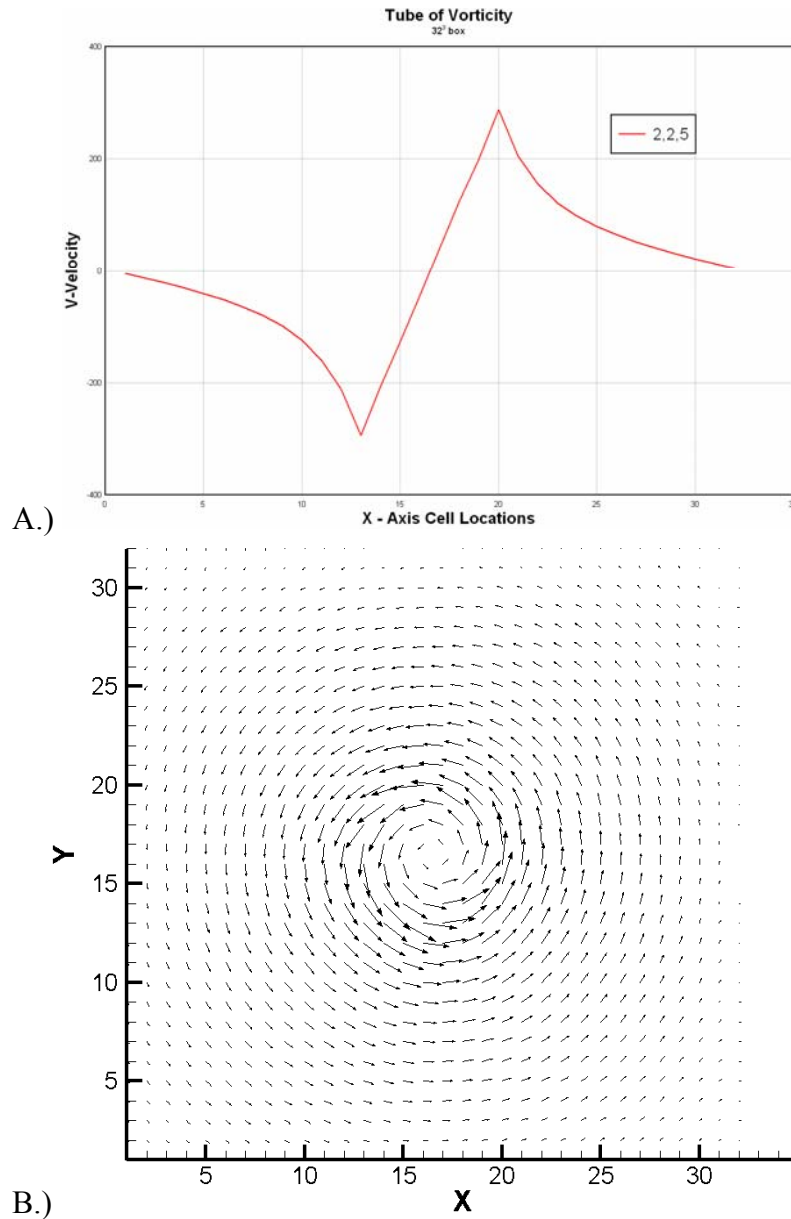 Tube of Vorticity
32³ box
400
200
0
-200
-400
V-Velocity
2,2,5
0 5 10 15 20 25 30 35
X - Axis Cell Locations
A.)
30
25
20
15
10
5
Y
5 10 15 20 25 30
X
B.)